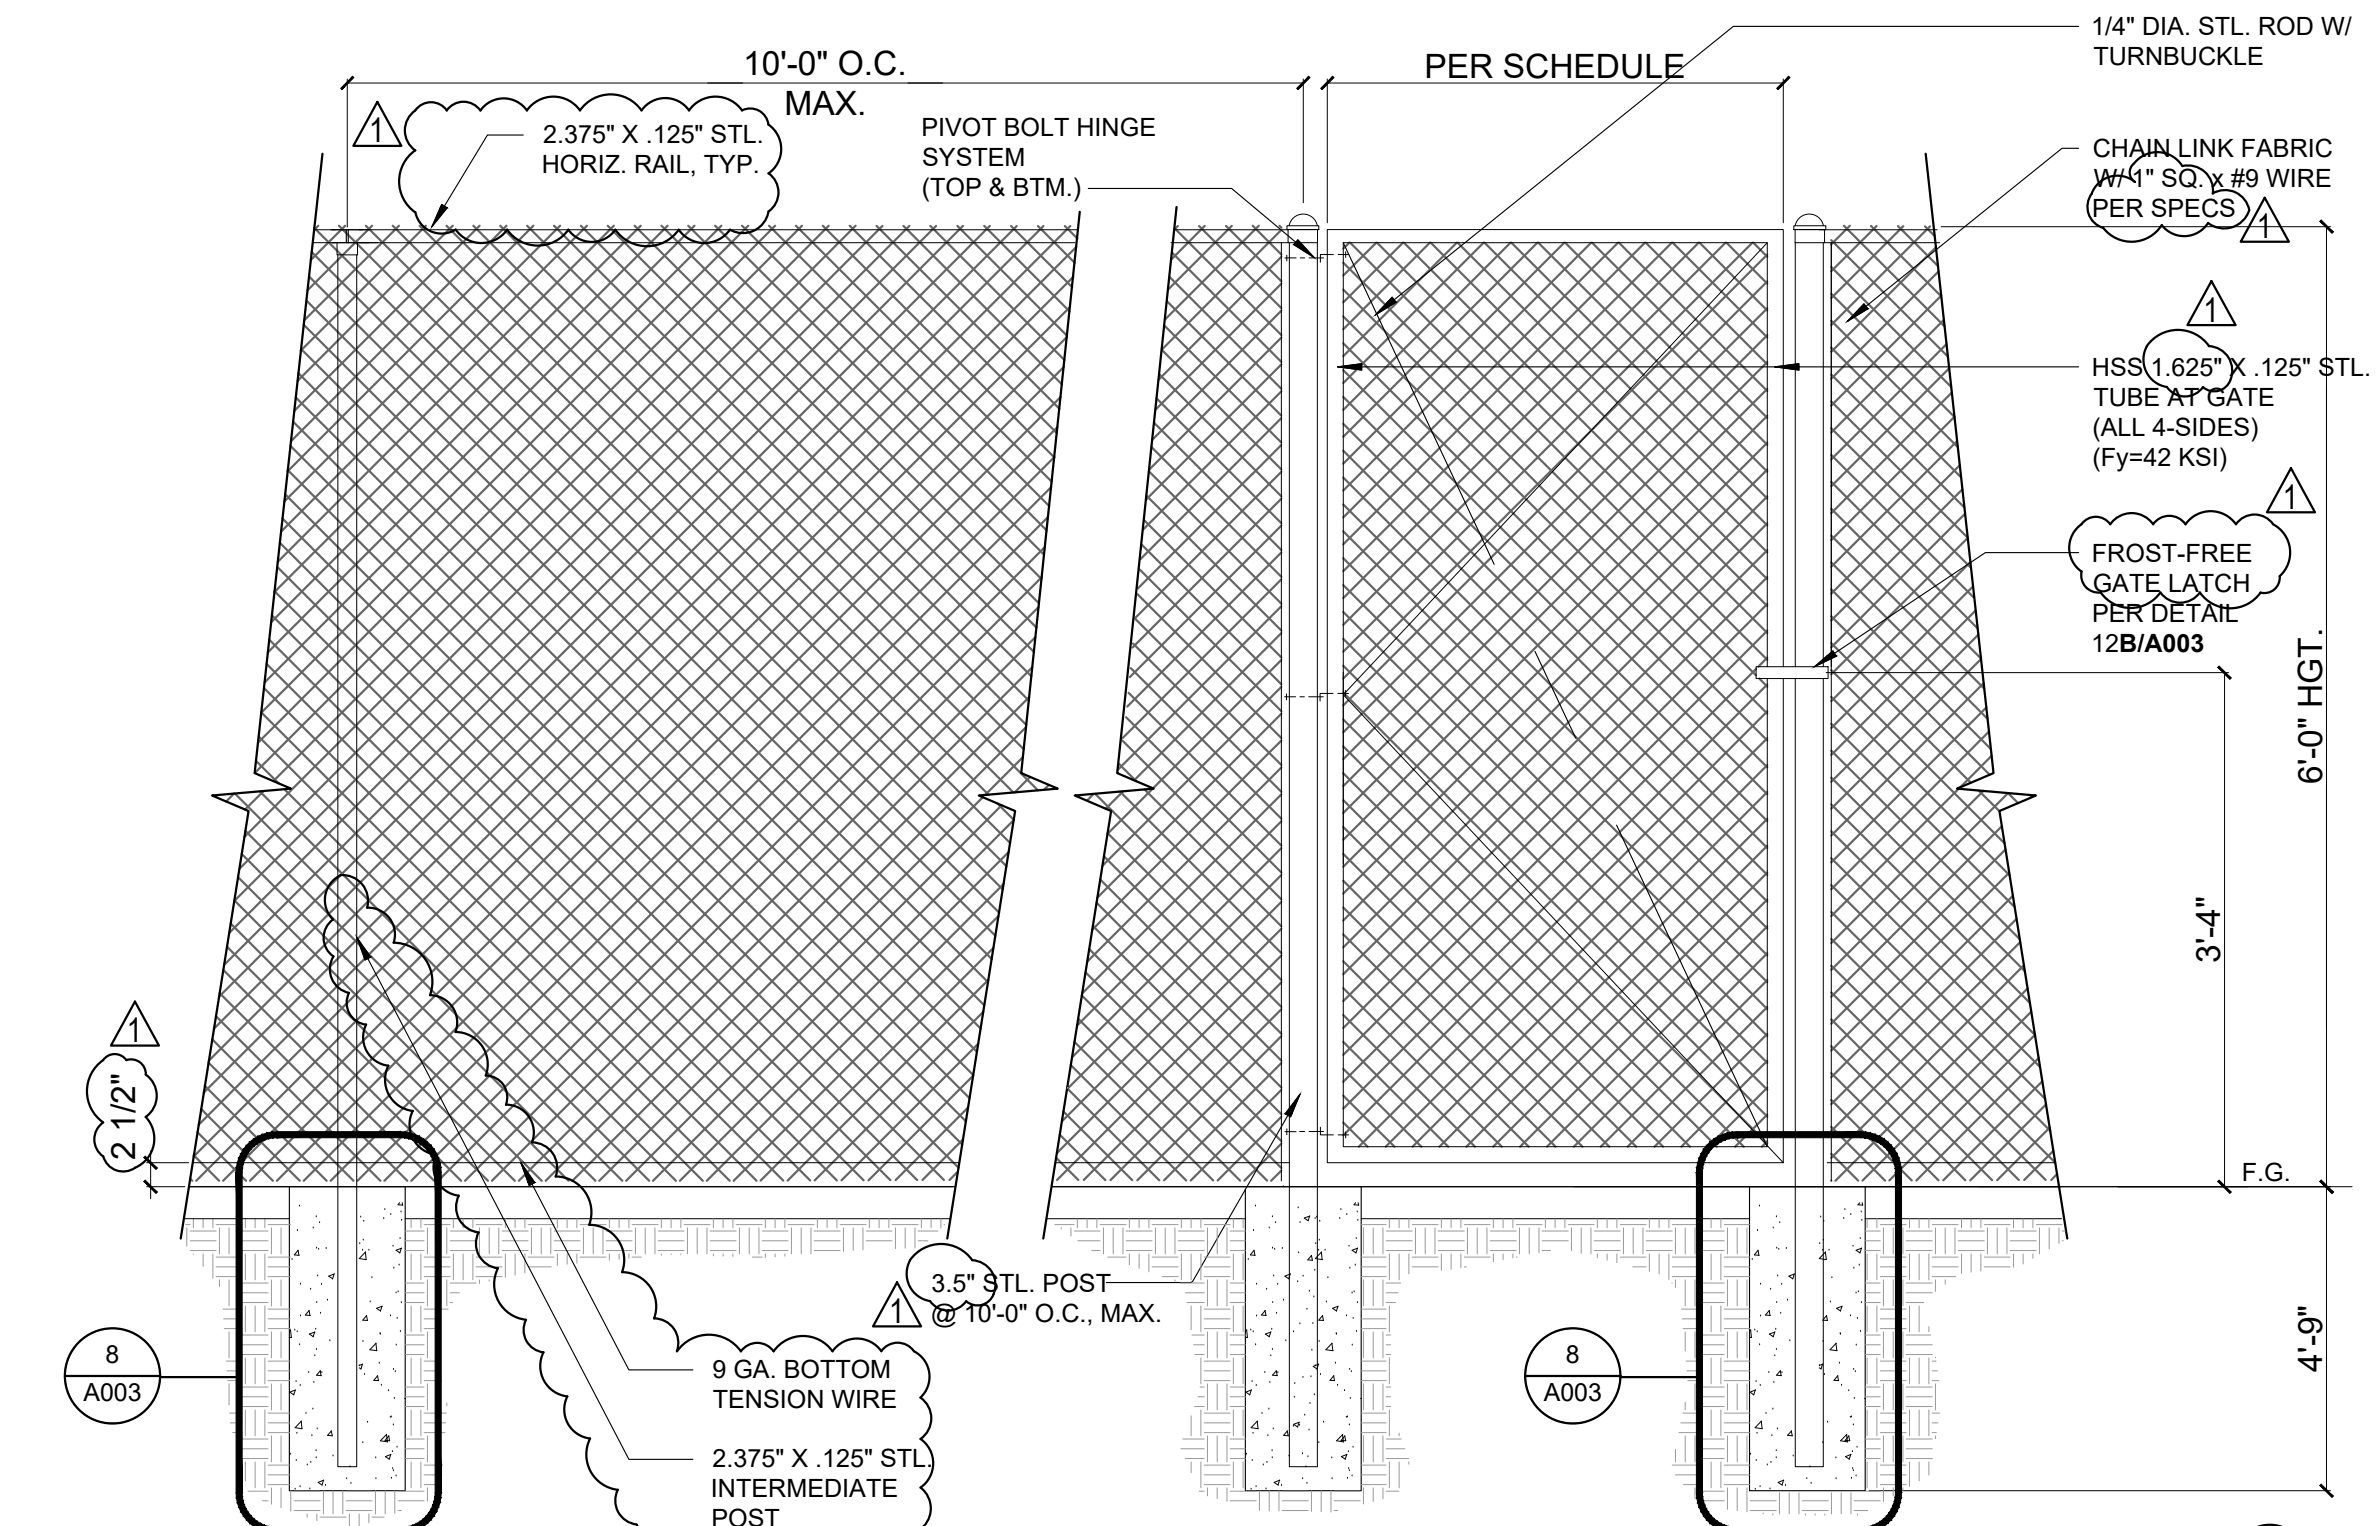 10'-0" O.C.
MAX.
PER SCHEDULE
1/4" DIA. STL. ROD W/
TURNBUCKLE
1
2.375" X .125" STL.
HORIZ. RAIL, TYP.
PIVOT BOLT HINGE
SYSTEM
(TOP & BTM.)
CHAIN LINK FABRIC
W/ 1" SQ. x #9 WIRE
PER SPECS
1
1
HSS 1.625" X .125" STL.
TUBE AT GATE
(ALL 4-SIDES)
(Fy=42 KSI)
1
FROST-FREE
GATE LATCH
PER DETAIL
12B/A003
6'-0" HGT.
3'-4"
1
2 1/2"
F.G.
3.5" STL. POST
@ 10'-0" O.C., MAX.
1
8
A003
9 GA. BOTTOM
TENSION WIRE
2.375" X .125" STL.
INTERMEDIATE
POST
8
A003
4'-9"